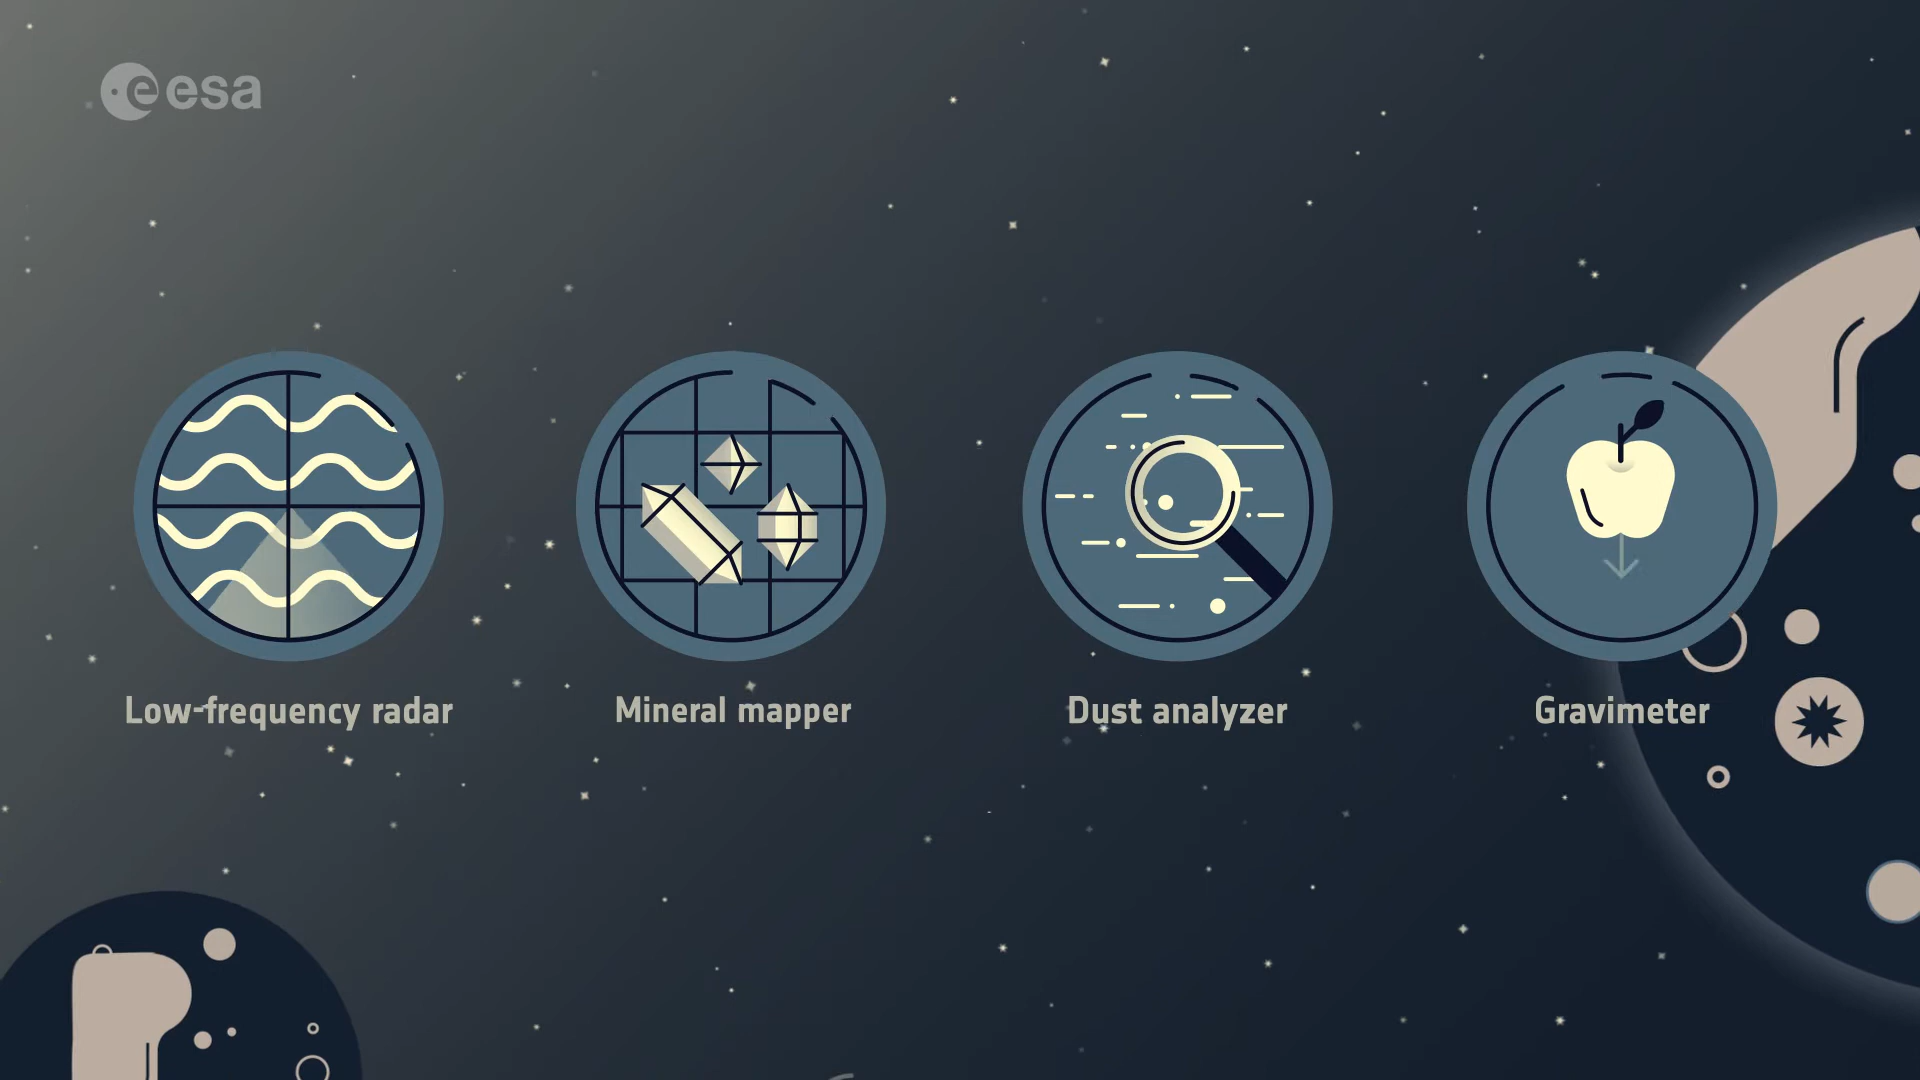 esa
Low-frequency radar
Mineral mapper
Dust analyzer
Gravimeter